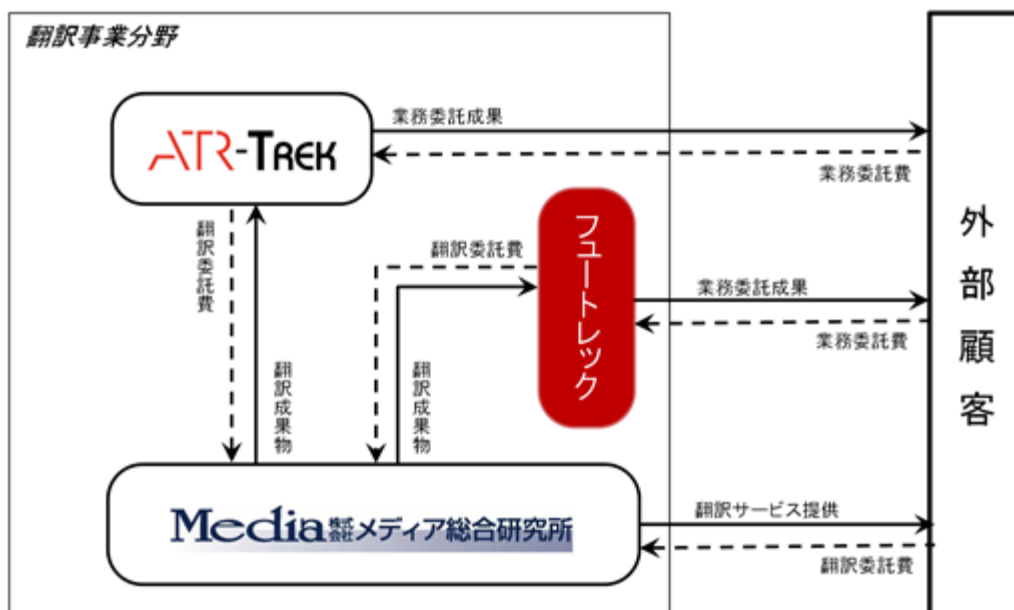 翻訳事業分野
ATR-TREK
業務委託成果
業務委託費
翻訳委託費
翻訳成果物
フュートレック
翻訳委託費
翻訳成果物
業務委託成果
業務委託費
Media 株式会社 メディア総合研究所
翻訳サービス提供
翻訳委託費
外部顧客